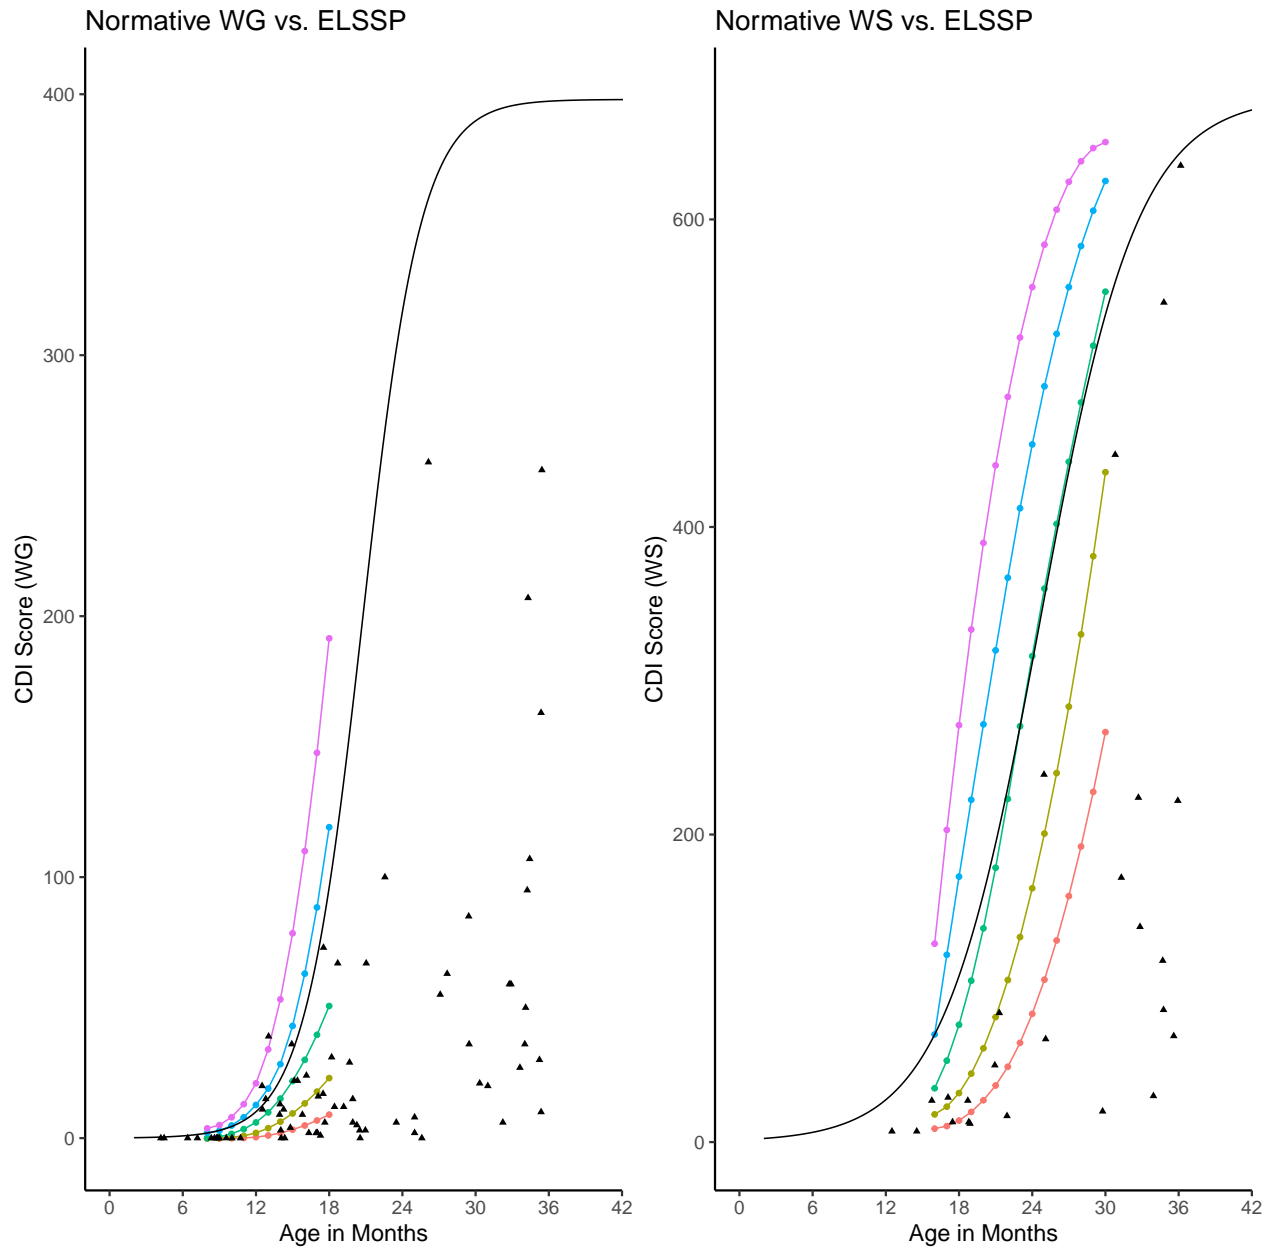 Normative WG vs. ELSSP
CDI Score (WG)
400
300
200
100
0
0 6 12 18 24 30 36 42
Age in Months
Normative WS vs. ELSSP
CDI Score (WS)
600
400
200
0
0 6 12 18 24 30 36 42
Age in Months